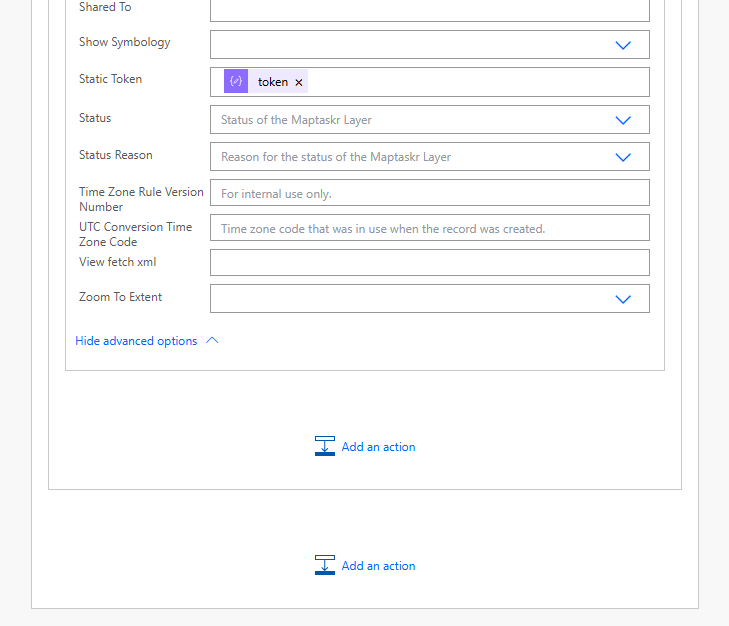 Shared To
Show Symbology
Static Token
token
Status
Status of the Maptaskr Layer
Status Reason
Reason for the status of the Maptaskr Layer
Time Zone Rule Version
Number
For internal use only.
UTC Conversion Time
Zone Code
Time zone code that was in use when the record was created.
View fetch xml
Zoom To Extent
Hide advanced options
Add an action
Add an action